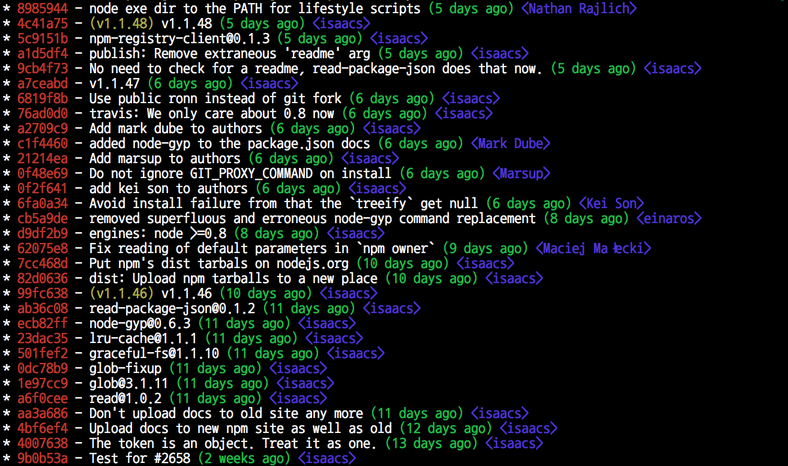 * 8985944 - node exe dir to the PATH for lifestyle scripts (5 days ago) <Nathan Rajlich>
* 4c41a75 - (v1.1.48) v1.1.48 (5 days ago) <isaacs>
* 5c9151b - npm-registry-client@0.1.3 (5 days ago) <isaacs>
* a1d5df4 - publish: Remove extraneous 'readme' arg (5 days ago) <isaacs>
* 9cb4f73 - No need to check for a readme, read-package-json does that now. (5 days ago) <isaacs>
* a7ceabd - v1.1.47 (6 days ago) <isaacs>
* 6819f8b - Use public ronn instead of git fork (6 days ago) <isaacs>
* 76ad0d0 - travis: We only care about 0.8 now (6 days ago) <isaacs>
* a2709c9 - Add mark dube to authors (6 days ago) <isaacs>
* c1f4460 - added node-gyp to the package.json docs (6 days ago) <Mark Dube>
* 21214ea - Add marsup to authors (6 days ago) <isaacs>
* 0f48e69 - Do not ignore GIT_PROXY_COMMAND on install (6 days ago) <Marsup>
* 0f2f641 - add kei son to authors (6 days ago) <isaacs>
* 6fa0a34 - Avoid install failure from that the `treeify` get null (6 days ago) <Kei Son>
* cb5a9de - removed superfluous and erroneous node-gyp command replacement (8 days ago) <einaros>
* d9df2b9 - engines: node >=0.8 (8 days ago) <isaacs>
* 62075e8 - Fix reading of default parameters in `npm owner` (9 days ago) <Maciej Małecki>
* 7cc468d - Put npm's dist tarbals on nodejs.org (10 days ago) <isaacs>
* 82d0636 - dist: Upload npm tarballs to a new place (10 days ago) <isaacs>
* 99fc638 - (v1.1.46) v1.1.46 (10 days ago) <isaacs>
* ab36c08 - read-package-json@0.1.2 (11 days ago) <isaacs>
* ecb82ff - node-gyp@0.6.3 (11 days ago) <isaacs>
* 23dac35 - lru-cache@1.1.1 (11 days ago) <isaacs>
* 501fef2 - graceful-fs@1.1.10 (11 days ago) <isaacs>
* 0dc78b9 - glob-fixup (11 days ago) <isaacs>
* 1e97cc9 - glob@3.1.11 (11 days ago) <isaacs>
* a6f0cee - read@1.0.2 (11 days ago) <isaacs>
* aa3a686 - Don't upload docs to old site any more (11 days ago) <isaacs>
* 4bf6ef4 - Upload docs to new npm site as well as old (12 days ago) <isaacs>
* 4007638 - The token is an object. Treat it as one. (13 days ago) <isaacs>
* 9b0b53a - Test for #2658 (2 weeks ago) <isaacs>